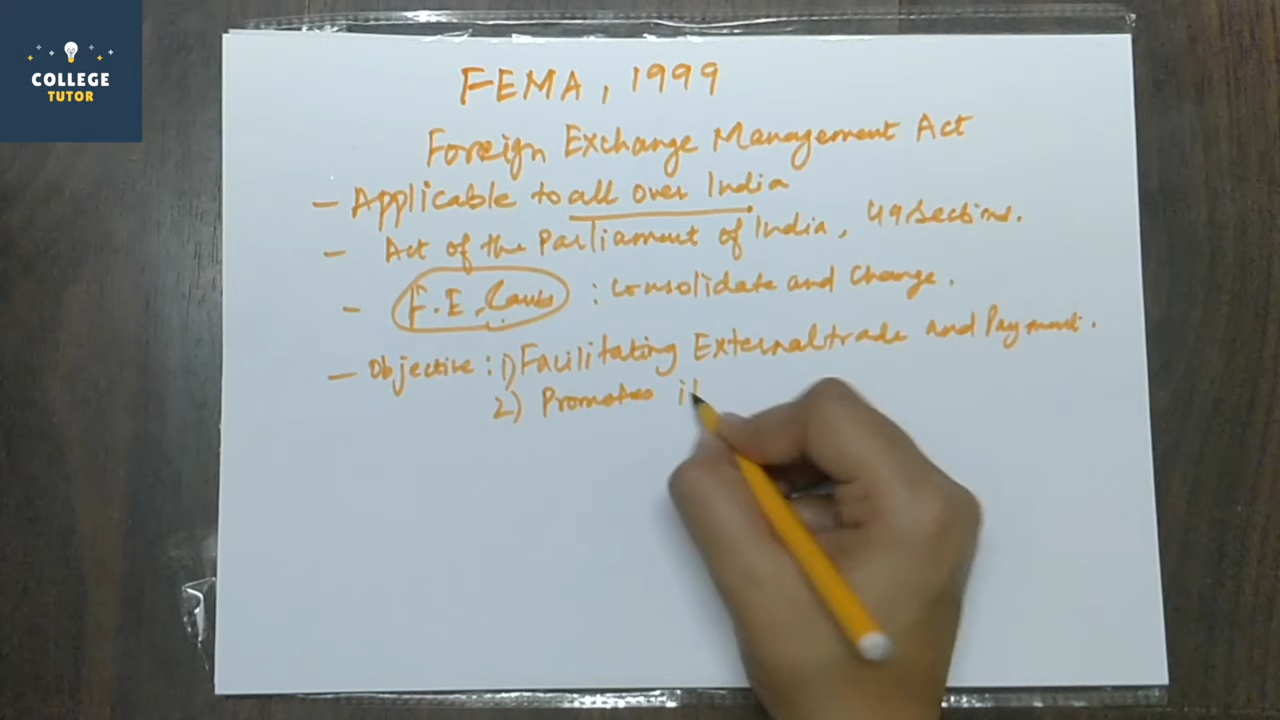 COLLEGE
TUTOR
FEMA, 1999
Foreign Exchange Management Act
- Applicable to all over India
- Act of the Parliament of India, 49 Sections.
- F.E. Laws : Consolidate and Change.
- Objective : 1) Facilitating External trade and Payment.
2) Promotes